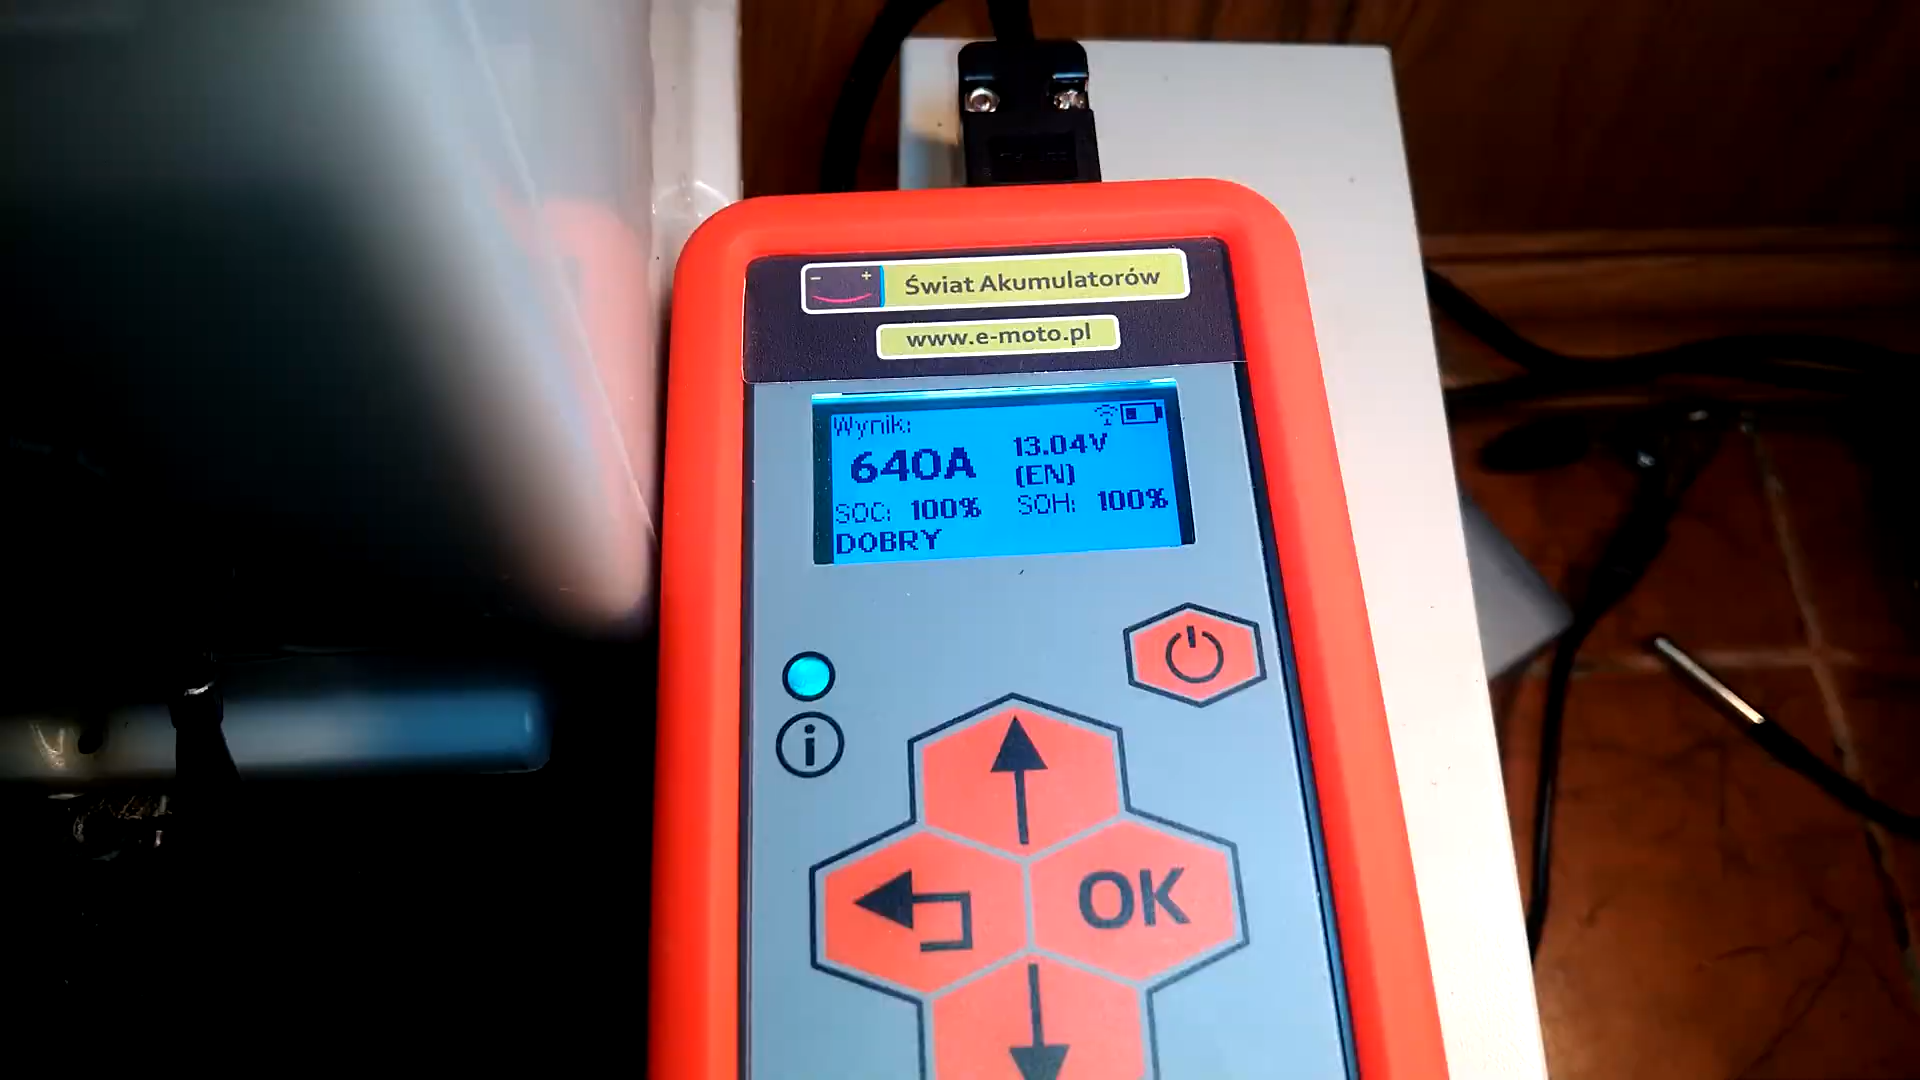 - +
Świat Akumulatorów
www.e-moto.pl
Wynik:
640A 13.04V
(EN)
SOC: 100% SOH: 100%
DOBRY
i
OK